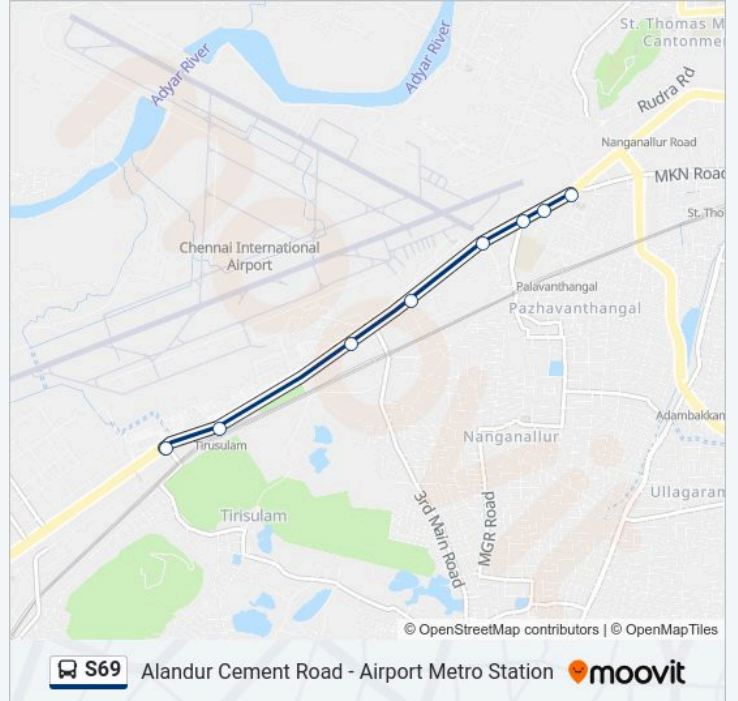 St. Thomas M
Cantonmen
Adyar River
Adyar River
Rudra Rd
Nanganallur Road
MKN Road
St. Tho
Chennai International
Airport
Palavanthangal
Pazhavanthangal
Adambakkan
Nanganallur
Tirusulam
Ullagaram
Tirisulam
3rd Main Road
MGR Road
© OpenStreetMap contributors | © OpenMapTiles
S69 Alandur Cement Road - Airport Metro Station moovit